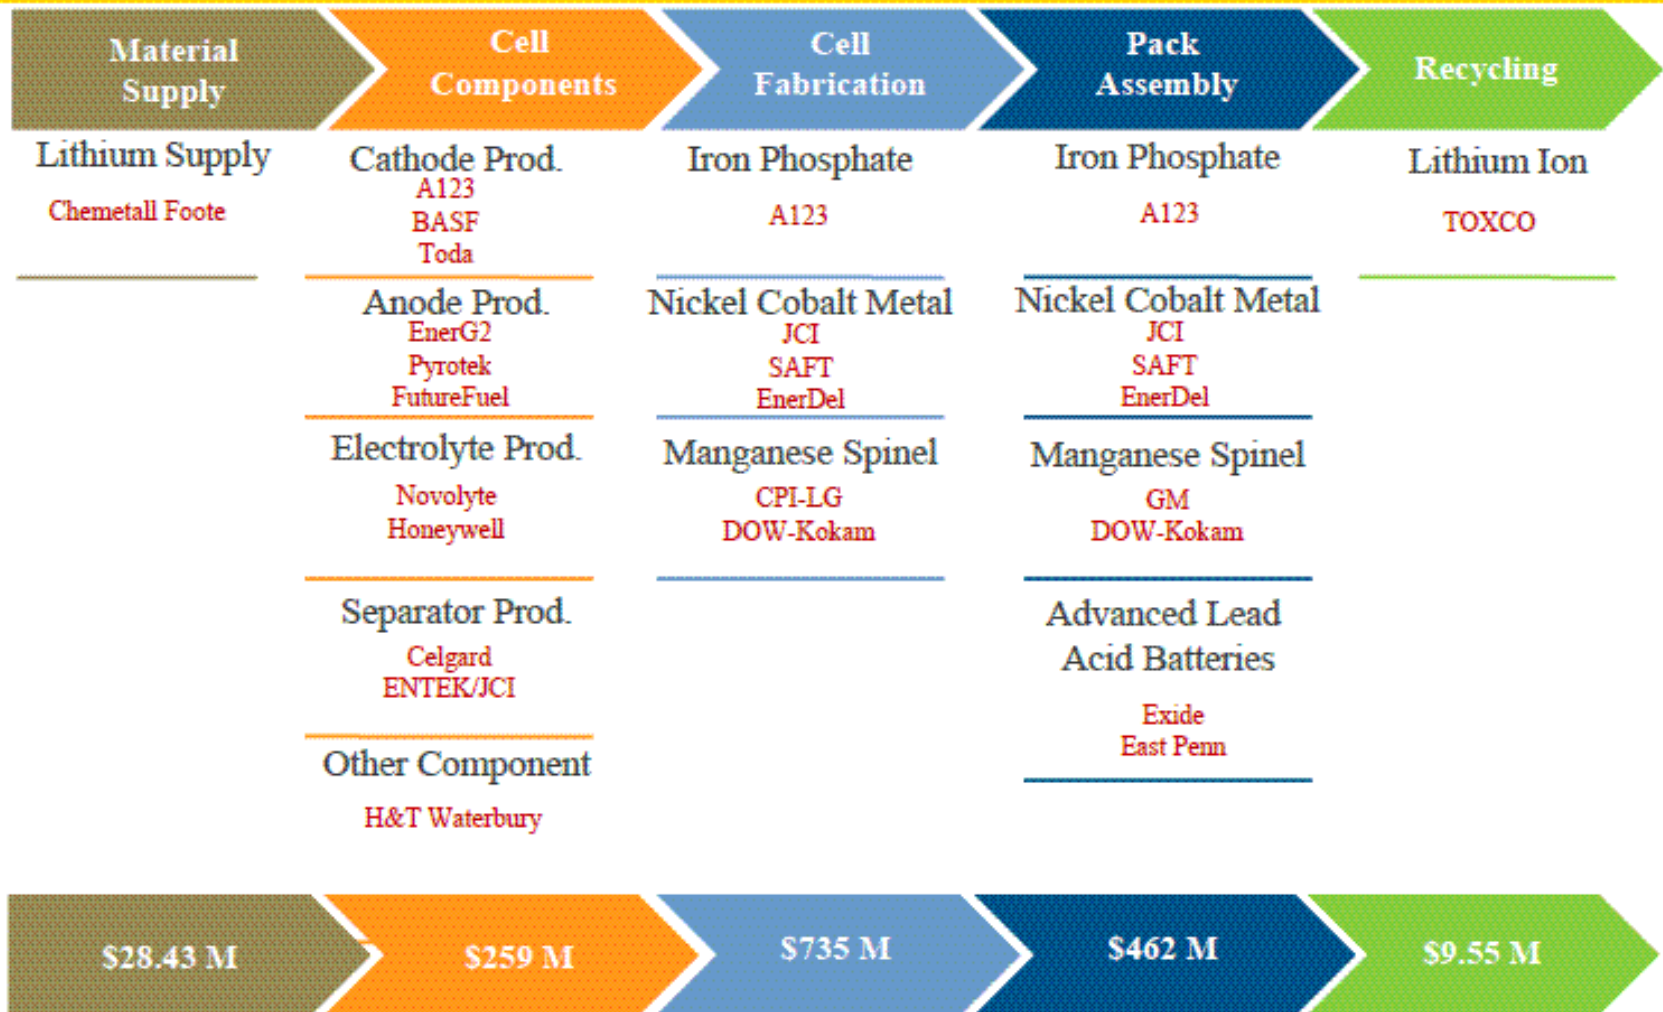 Material
Supply
Cell
Components
Cell
Fabrication
Pack
Assembly
Recycling
Lithium Supply
Chemetall Foote
Cathode Prod.
A123
BASF
Toda
Anode Prod.
EnerG2
Pyrotek
FutureFuel
Electrolyte Prod.
Novolyte
Honeywell
Separator Prod.
Celgard
ENTEK/JCI
Other Component
H&T Waterbury
Iron Phosphate
A123
Nickel Cobalt Metal
JCI
SAFT
EnerDel
Manganese Spinel
CPI-LG
DOW-Kokam
Iron Phosphate
A123
Nickel Cobalt Metal
JCI
SAFT
EnerDel
Manganese Spinel
GM
DOW-Kokam
Advanced Lead
Acid Batteries
Exide
East Penn
Lithium Ion
TOXCO
$28.43 M
$259 M
$735 M
$462 M
$9.55 M